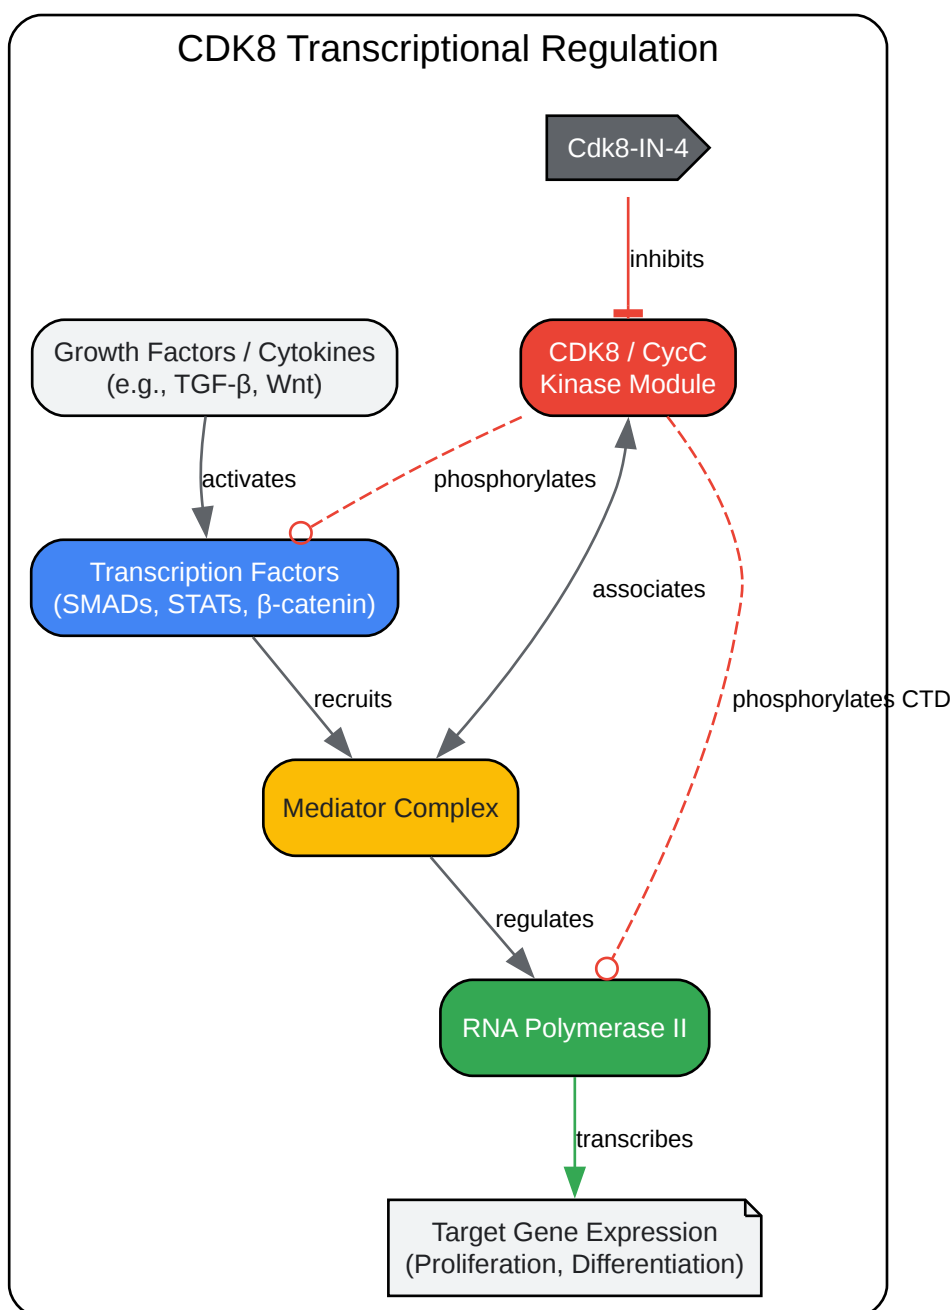 CDK8 Transcriptional Regulation
Cdk8-IN-4
inhibits
Growth Factors / Cytokines
(e.g., TGF-β, Wnt)
CDK8 / CycC
Kinase Module
activates
phosphorylates
Transcription Factors
(SMADs, STATs, β-catenin)
associates
recruits
phosphorylates CTD
Mediator Complex
regulates
RNA Polymerase II
transcribes
Target Gene Expression
(Proliferation, Differentiation)